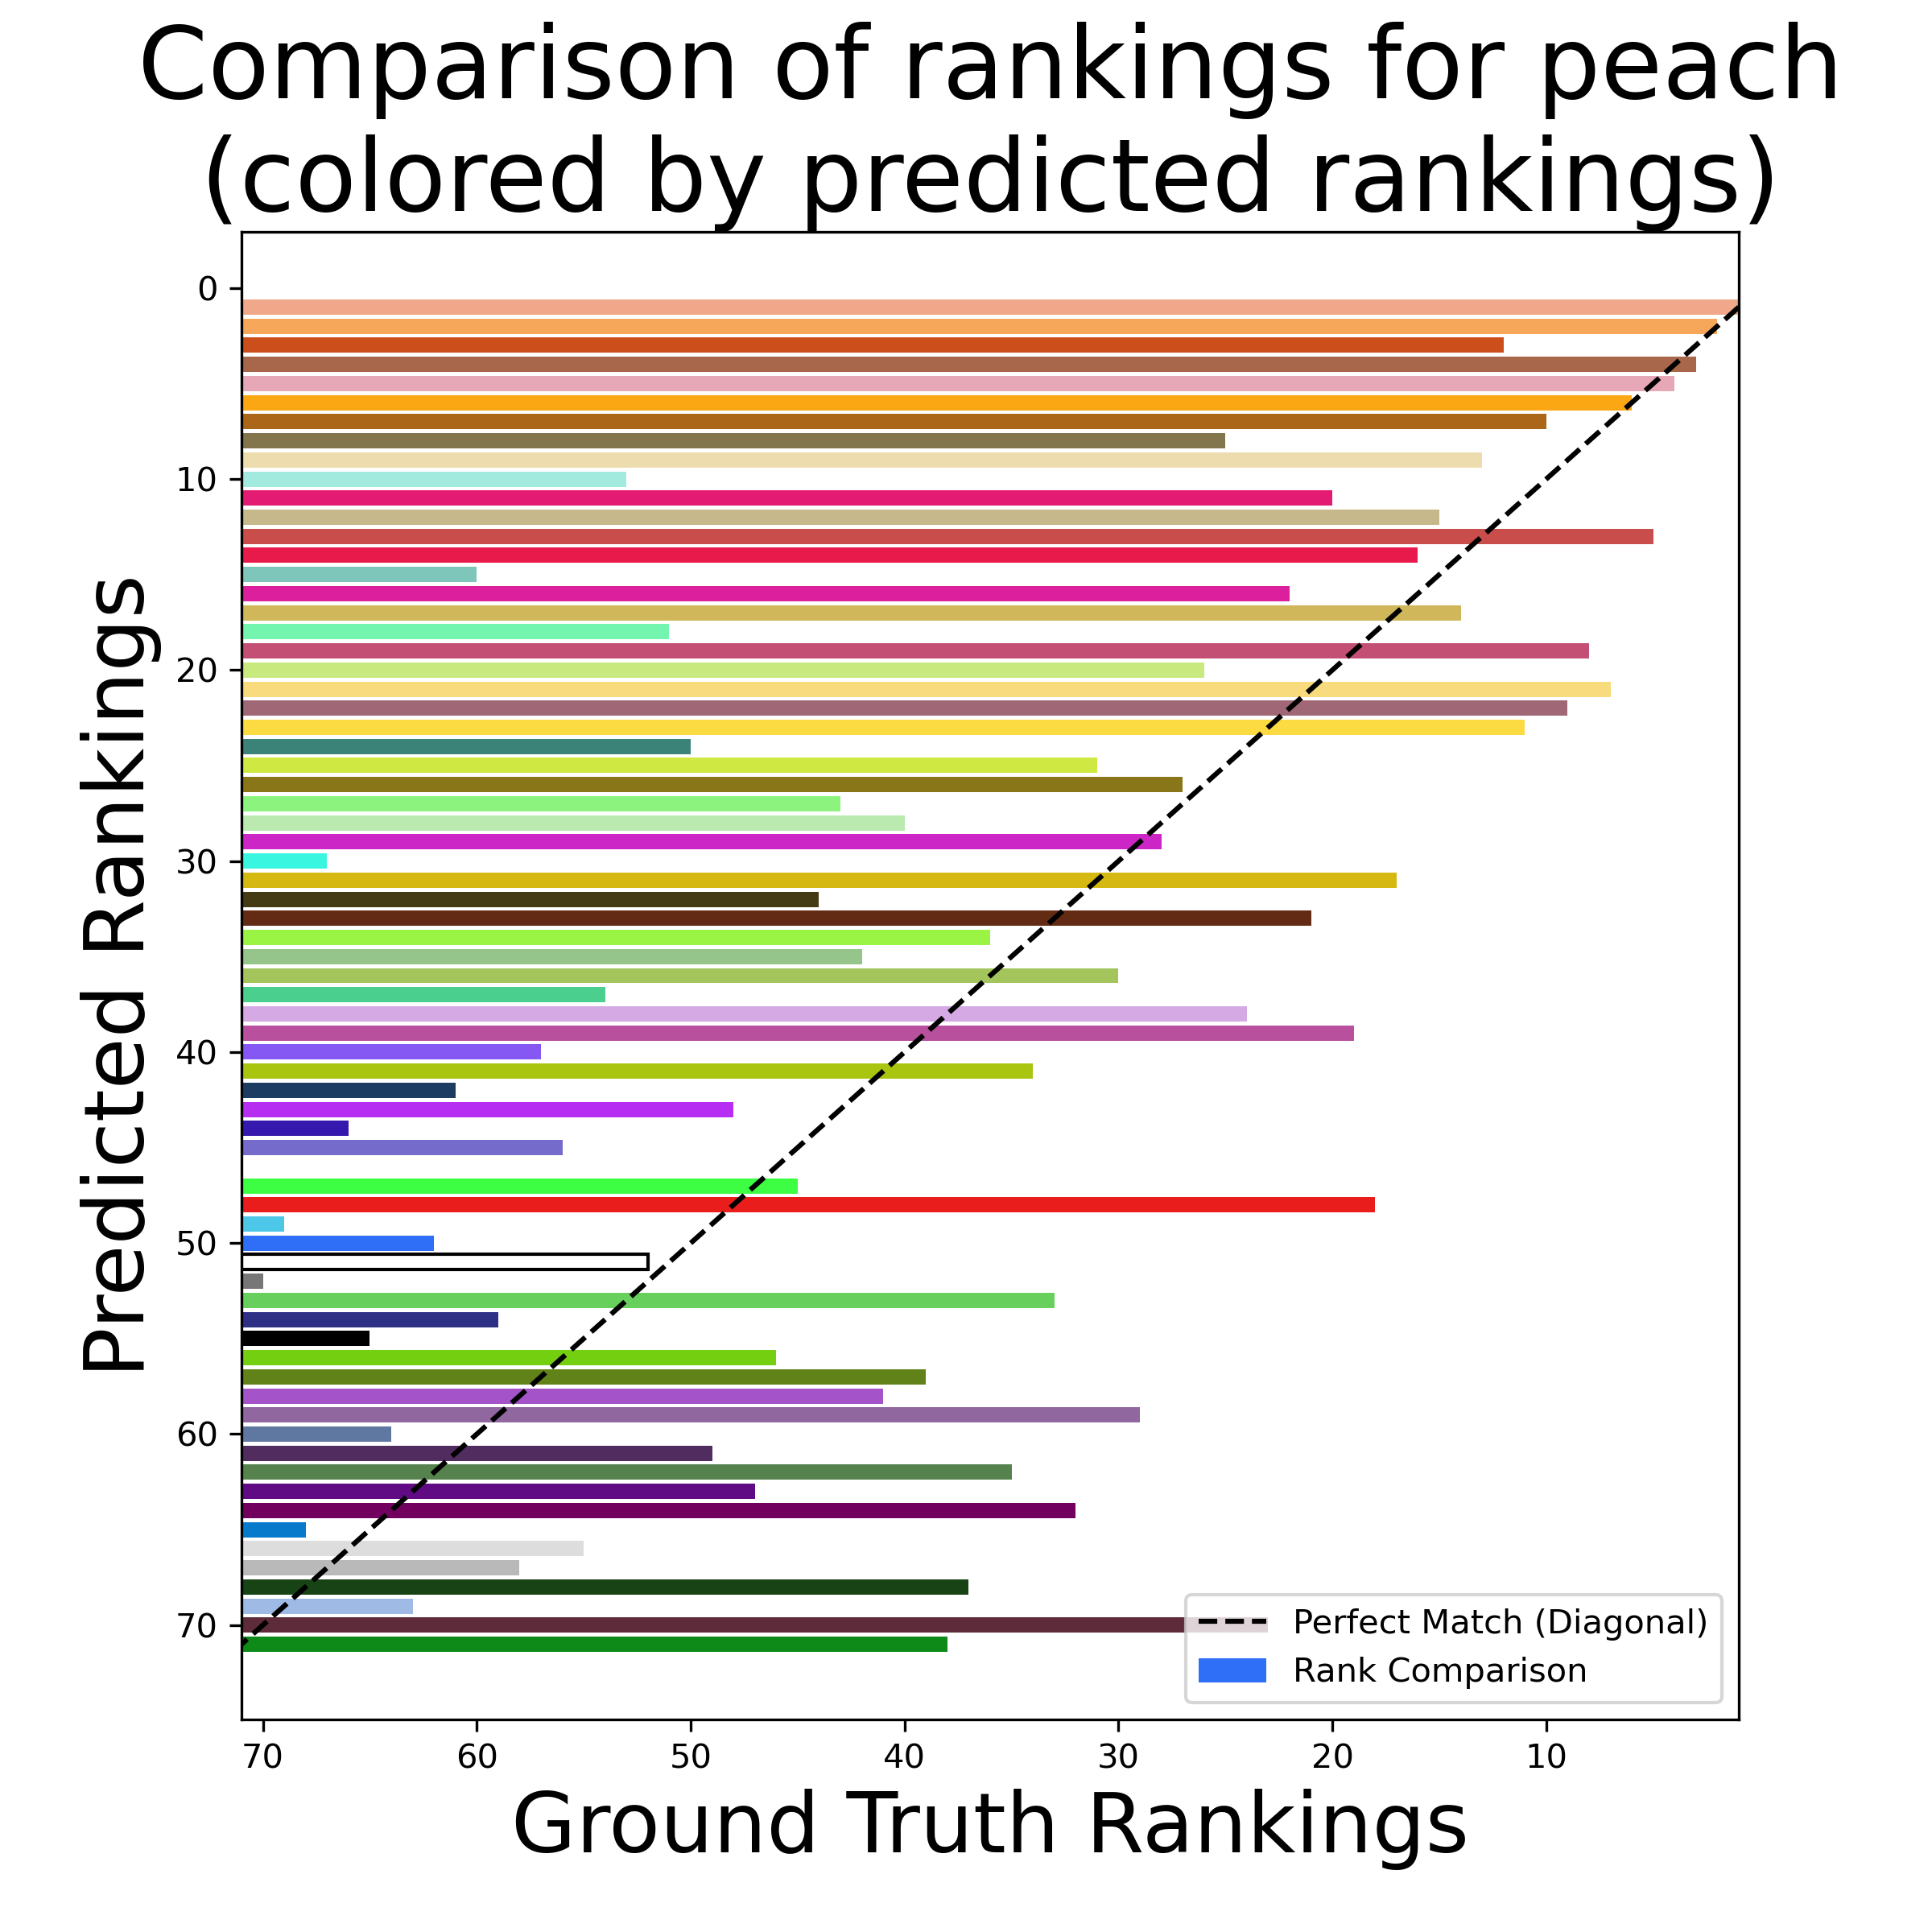 Comparison of rankings for peach
(colored by predicted rankings)
Predicted Rankings
0
10
20
30
40
50
60
70
Perfect Match (Diagonal)
Rank Comparison
70 60 50 40 30 20 10
Ground Truth Rankings